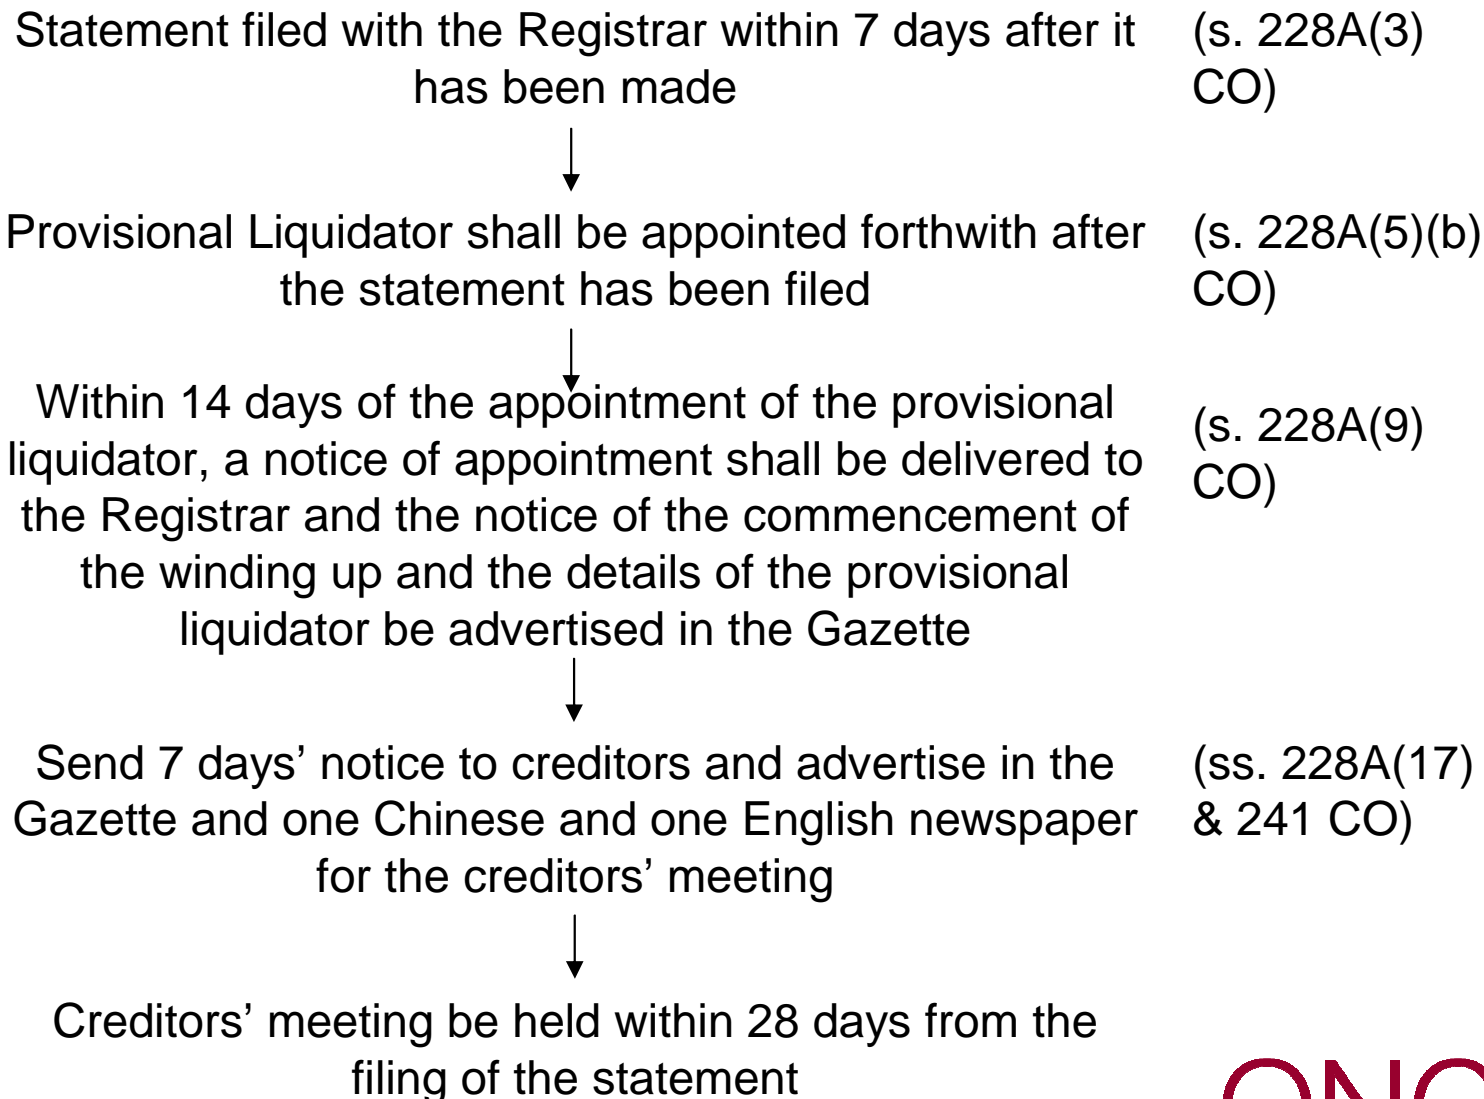 Statement filed with the Registrar within 7 days after it
has been made
(s. 228A(3)
CO)
Provisional Liquidator shall be appointed forthwith after
the statement has been filed
(s. 228A(5)(b)
CO)
Within 14 days of the appointment of the provisional
liquidator, a notice of appointment shall be delivered to
the Registrar and the notice of the commencement of
the winding up and the details of the provisional
liquidator be advertised in the Gazette
(s. 228A(9)
CO)
Send 7 days’ notice to creditors and advertise in the
Gazette and one Chinese and one English newspaper
for the creditors’ meeting
(ss. 228A(17)
& 241 CO)
Creditors’ meeting be held within 28 days from the
filing of the statement
ONC